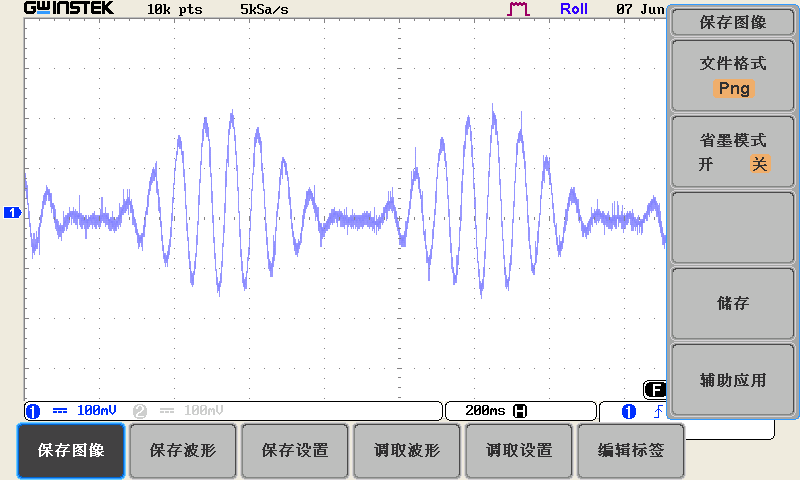 GWINSTEK 10k pts 5kSa/s Roll 07 Jun
保存图像
文件格式
Png
省墨模式
开 关
1
储存
辅助应用
F
1 100mV 2 100mV 200ms H 1
保存图像 保存波形 保存设置 调取波形 调取设置 编辑标签